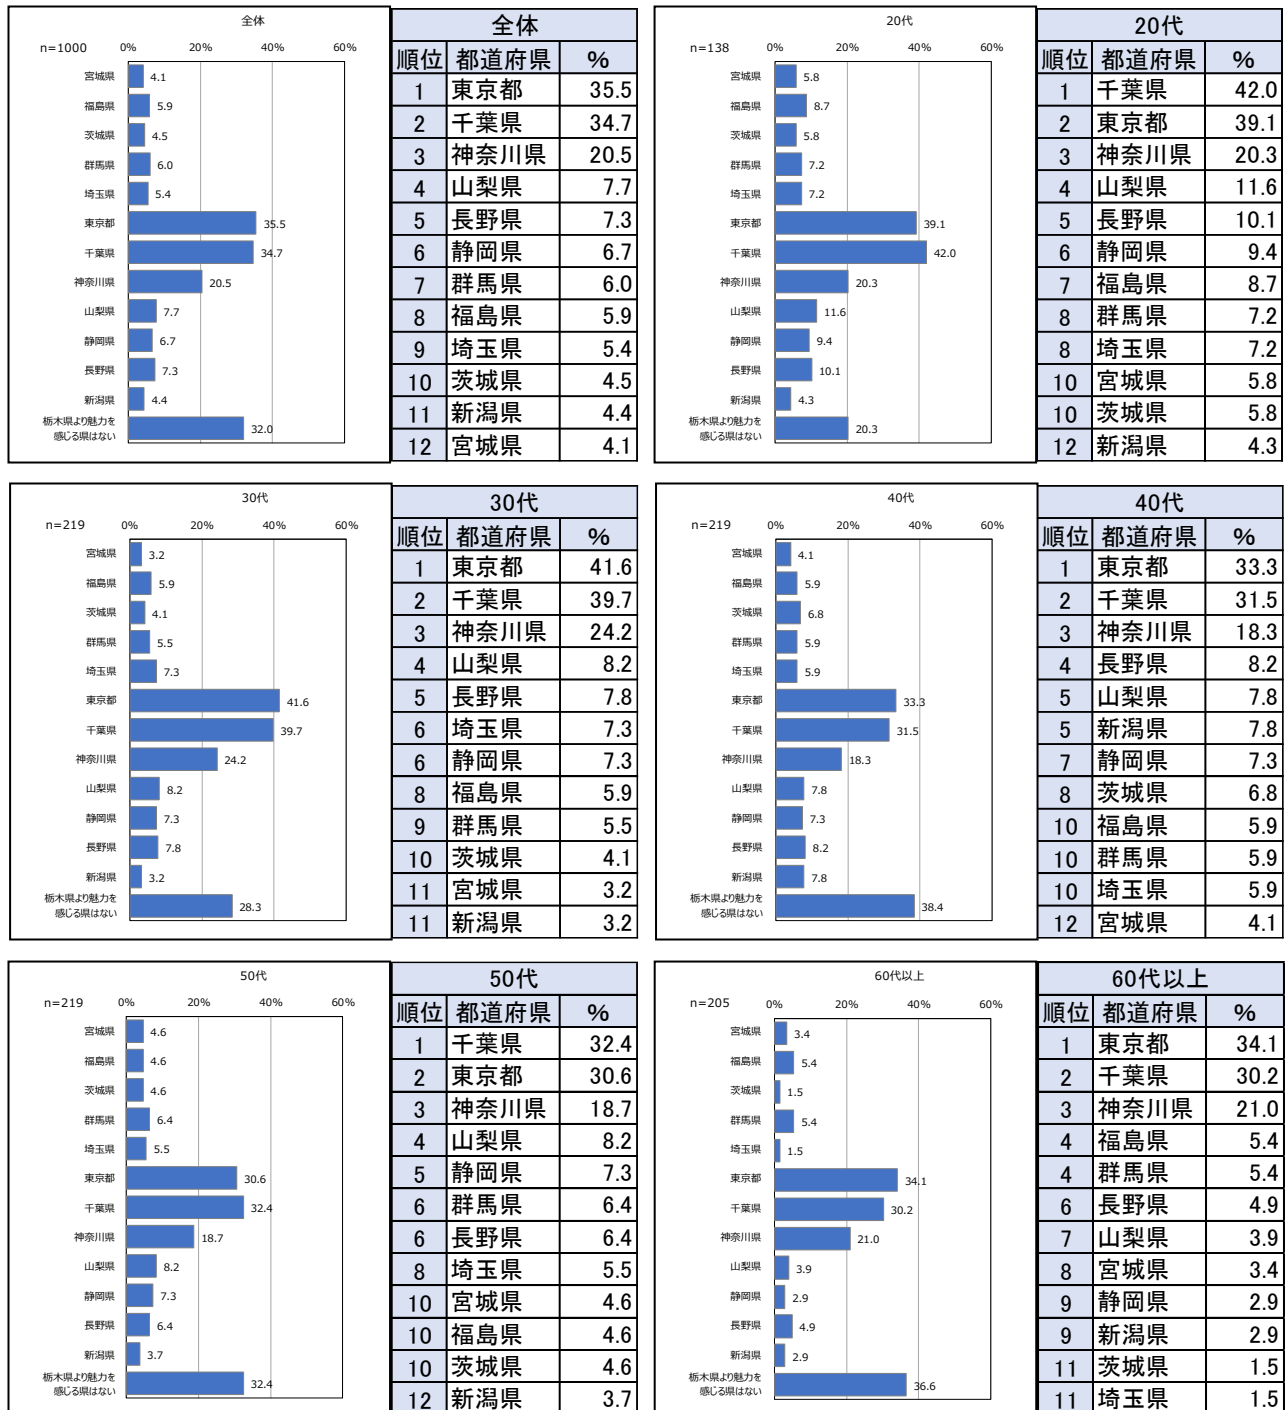 全体
n=1000 0% 20% 40% 60%
宮城県 4.1
福島県 5.9
茨城県 4.5
群馬県 6.0
埼玉県 5.4
東京都 35.5
千葉県 34.7
神奈川県 20.5
山梨県 7.7
静岡県 6.7
長野県 7.3
新潟県 4.4
栃木県より魅力を
感じる県はない 32.0
全体
順位 都道府県 %
1 東京都 35.5
2 千葉県 34.7
3 神奈川県 20.5
4 山梨県 7.7
5 長野県 7.3
6 静岡県 6.7
7 群馬県 6.0
8 福島県 5.9
9 埼玉県 5.4
10 茨城県 4.5
11 新潟県 4.4
12 宮城県 4.1
20代
n=138 0% 20% 40% 60%
宮城県 5.8
福島県 8.7
茨城県 5.8
群馬県 7.2
埼玉県 7.2
東京都 39.1
千葉県 42.0
神奈川県 20.3
山梨県 11.6
静岡県 9.4
長野県 10.1
新潟県 4.3
栃木県より魅力を
感じる県はない 20.3
20代
順位 都道府県 %
1 千葉県 42.0
2 東京都 39.1
3 神奈川県 20.3
4 山梨県 11.6
5 長野県 10.1
6 静岡県 9.4
7 福島県 8.7
8 群馬県 7.2
8 埼玉県 7.2
10 宮城県 5.8
10 茨城県 5.8
12 新潟県 4.3
30代
n=219 0% 20% 40% 60%
宮城県 3.2
福島県 5.9
茨城県 4.1
群馬県 5.5
埼玉県 7.3
東京都 41.6
千葉県 39.7
神奈川県 24.2
山梨県 8.2
静岡県 7.3
長野県 7.8
新潟県 3.2
栃木県より魅力を
感じる県はない 28.3
30代
順位 都道府県 %
1 東京都 41.6
2 千葉県 39.7
3 神奈川県 24.2
4 山梨県 8.2
5 長野県 7.8
6 埼玉県 7.3
6 静岡県 7.3
8 福島県 5.9
9 群馬県 5.5
10 茨城県 4.1
11 宮城県 3.2
11 新潟県 3.2
40代
n=219 0% 20% 40% 60%
宮城県 4.1
福島県 5.9
茨城県 6.8
群馬県 5.9
埼玉県 5.9
東京都 33.3
千葉県 31.5
神奈川県 18.3
山梨県 7.8
静岡県 7.3
長野県 8.2
新潟県 7.8
栃木県より魅力を
感じる県はない 38.4
40代
順位 都道府県 %
1 東京都 33.3
2 千葉県 31.5
3 神奈川県 18.3
4 長野県 8.2
5 山梨県 7.8
5 新潟県 7.8
7 静岡県 7.3
8 茨城県 6.8
10 福島県 5.9
10 群馬県 5.9
10 埼玉県 5.9
12 宮城県 4.1
50代
n=219 0% 20% 40% 60%
宮城県 4.6
福島県 4.6
茨城県 4.6
群馬県 6.4
埼玉県 5.5
東京都 30.6
千葉県 32.4
神奈川県 18.7
山梨県 8.2
静岡県 7.3
長野県 6.4
新潟県 3.7
栃木県より魅力を
感じる県はない 32.4
50代
順位 都道府県 %
1 千葉県 32.4
2 東京都 30.6
3 神奈川県 18.7
4 山梨県 8.2
5 静岡県 7.3
6 群馬県 6.4
6 長野県 6.4
8 埼玉県 5.5
10 宮城県 4.6
10 福島県 4.6
10 茨城県 4.6
12 新潟県 3.7
60代以上
n=205 0% 20% 40% 60%
宮城県 3.4
福島県 5.4
茨城県 1.5
群馬県 5.4
埼玉県 1.5
東京都 34.1
千葉県 30.2
神奈川県 21.0
山梨県 3.9
静岡県 2.9
長野県 4.9
新潟県 2.9
栃木県より魅力を
感じる県はない 36.6
60代以上
順位 都道府県 %
1 東京都 34.1
2 千葉県 30.2
3 神奈川県 21.0
4 福島県 5.4
4 群馬県 5.4
6 長野県 4.9
7 山梨県 3.9
8 宮城県 3.4
9 静岡県 2.9
9 新潟県 2.9
11 茨城県 1.5
11 埼玉県 1.5